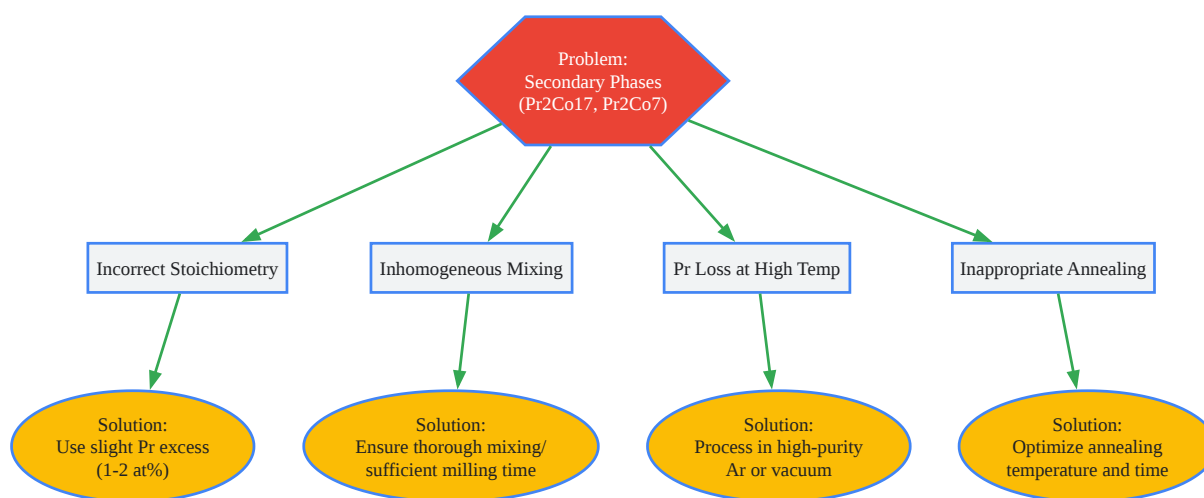 Problem:
Secondary Phases
(Pr2Co17, Pr2Co7)
Incorrect Stoichiometry
Inhomogeneous Mixing
Pr Loss at High Temp
Inappropriate Annealing
Solution:
Use slight Pr excess
(1-2 at%)
Solution:
Ensure thorough mixing/
sufficient milling time
Solution:
Process in high-purity
Ar or vacuum
Solution:
Optimize annealing
temperature and time